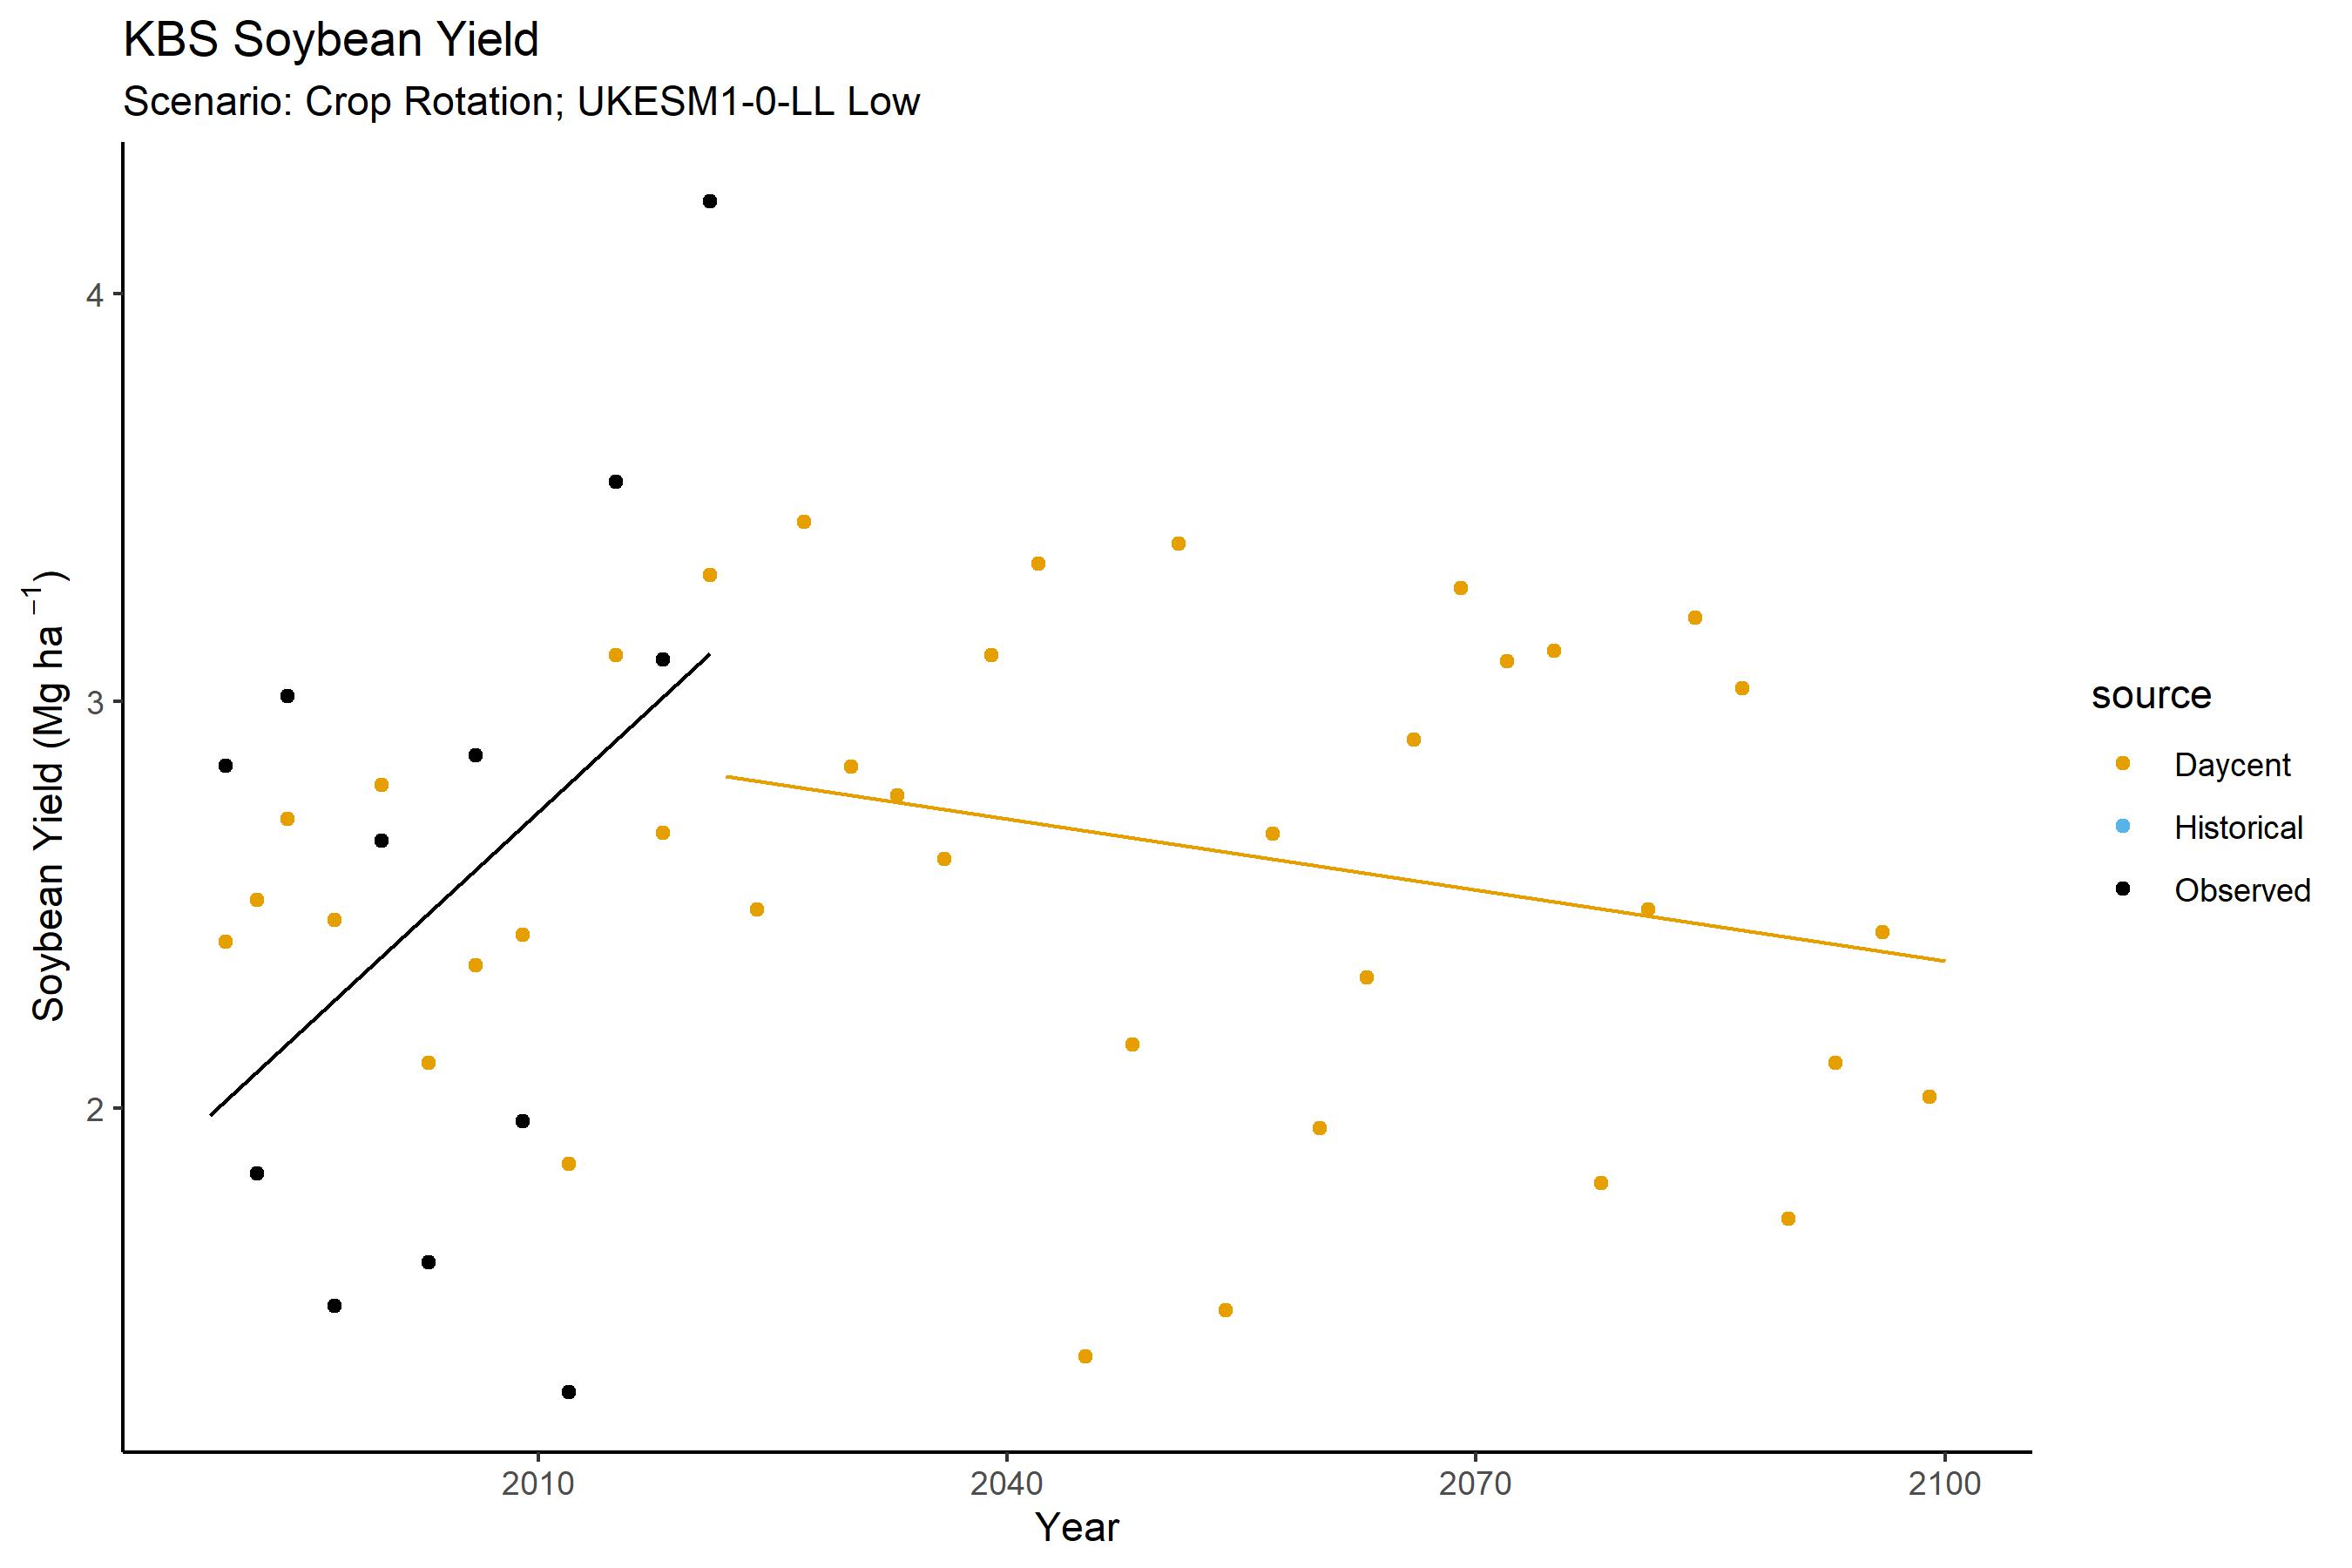 KBS Soybean Yield
Scenario: Crop Rotation; UKESM1-0-LL Low
Soybean Yield (Mg ha −1)
4
3
2
2010
2040
2070
2100
Year
source
Daycent
Historical
Observed